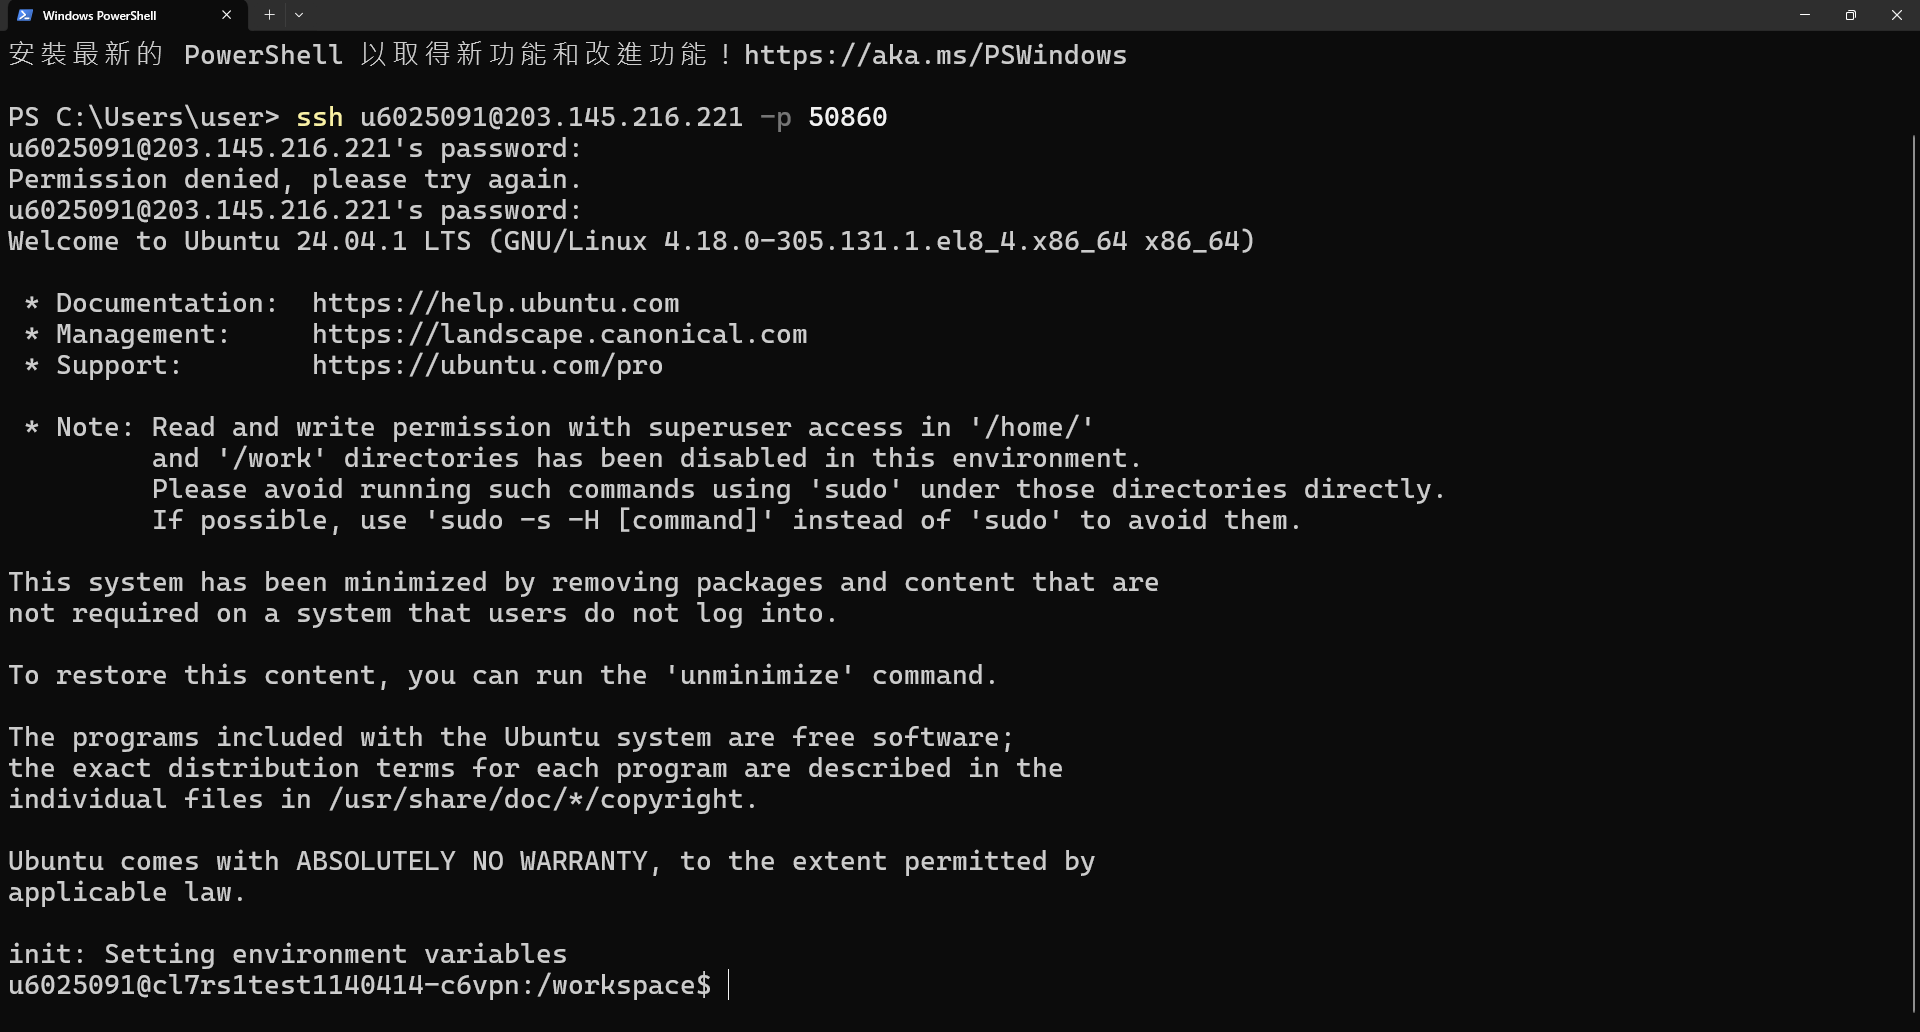 Windows PowerShell
安裝最新的 PowerShell 以取得新功能和改進功能！https://aka.ms/PSWindows
PS C:\Users\user> ssh u6025091@203.145.216.221 -p 50860
u6025091@203.145.216.221's password:
Permission denied, please try again.
u6025091@203.145.216.221's password:
Welcome to Ubuntu 24.04.1 LTS (GNU/Linux 4.18.0-305.131.1.el8_4.x86_64 x86_64)
* Documentation:  https://help.ubuntu.com
* Management:     https://landscape.canonical.com
* Support:        https://ubuntu.com/pro
* Note: Read and write permission with superuser access in '/home/'
and '/work' directories has been disabled in this environment.
Please avoid running such commands using 'sudo' under those directories directly.
If possible, use 'sudo -s -H [command]' instead of 'sudo' to avoid them.
This system has been minimized by removing packages and content that are
not required on a system that users do not log into.
To restore this content, you can run the 'unminimize' command.
The programs included with the Ubuntu system are free software;
the exact distribution terms for each program are described in the
individual files in /usr/share/doc/*/copyright.
Ubuntu comes with ABSOLUTELY NO WARRANTY, to the extent permitted by
applicable law.
init: Setting environment variables
u6025091@cl7rs1test1140414-c6vpn:/workspace$